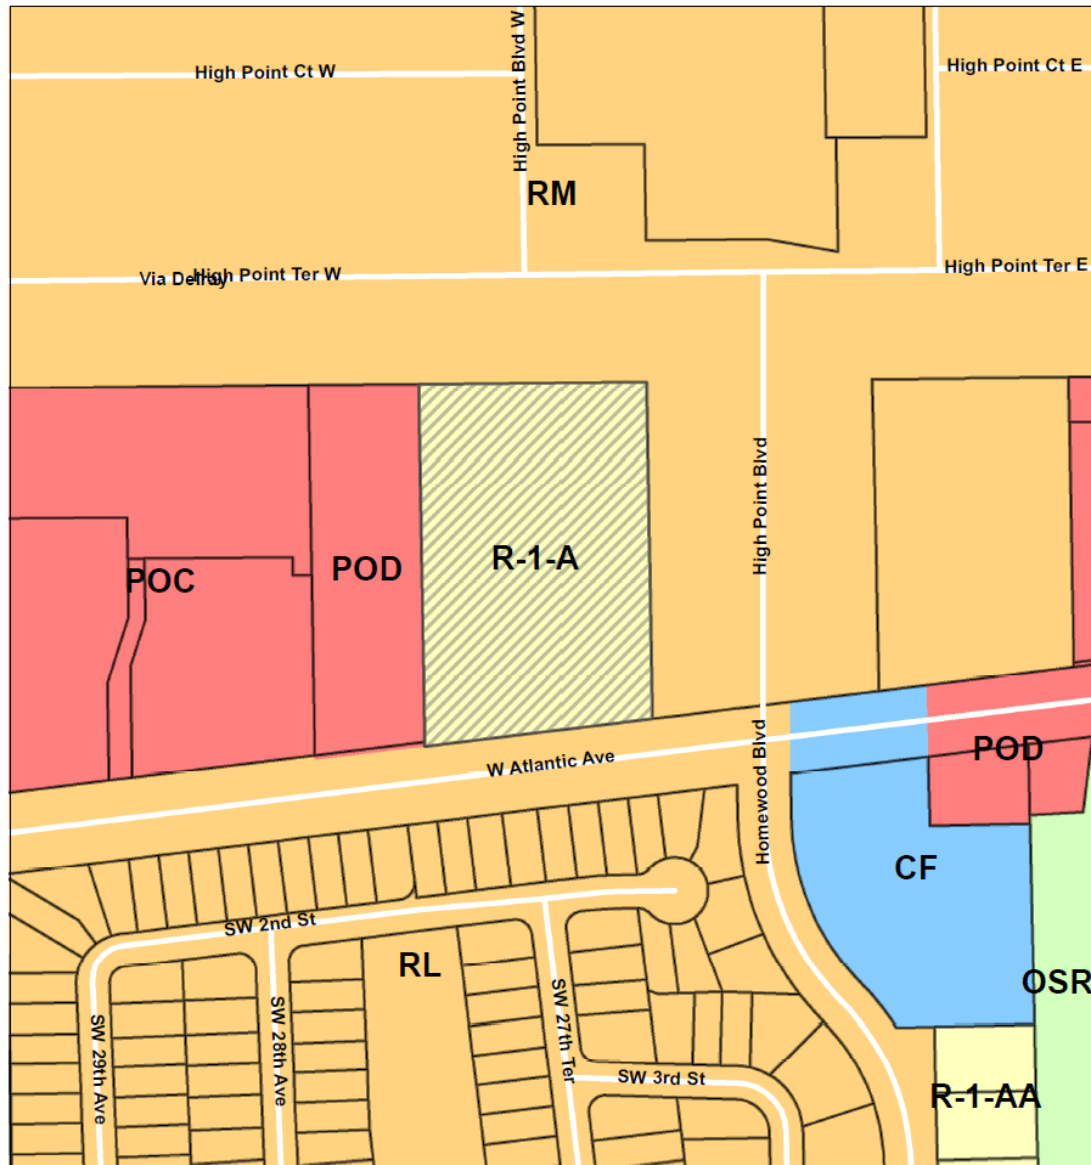 High Point Ct W
High Point Blvd W
High Point Ct E
RM
Via Delray
High Point Ter W
High Point Ter E
High Point Blvd
POC
POD
R-1-A
W Atlantic Ave
Homewood Blvd
POD
CF
SW 2nd St
RL
OSR
SW 29th Ave
SW 28th Ave
SW 27th Ter
SW 3rd St
R-1-AA